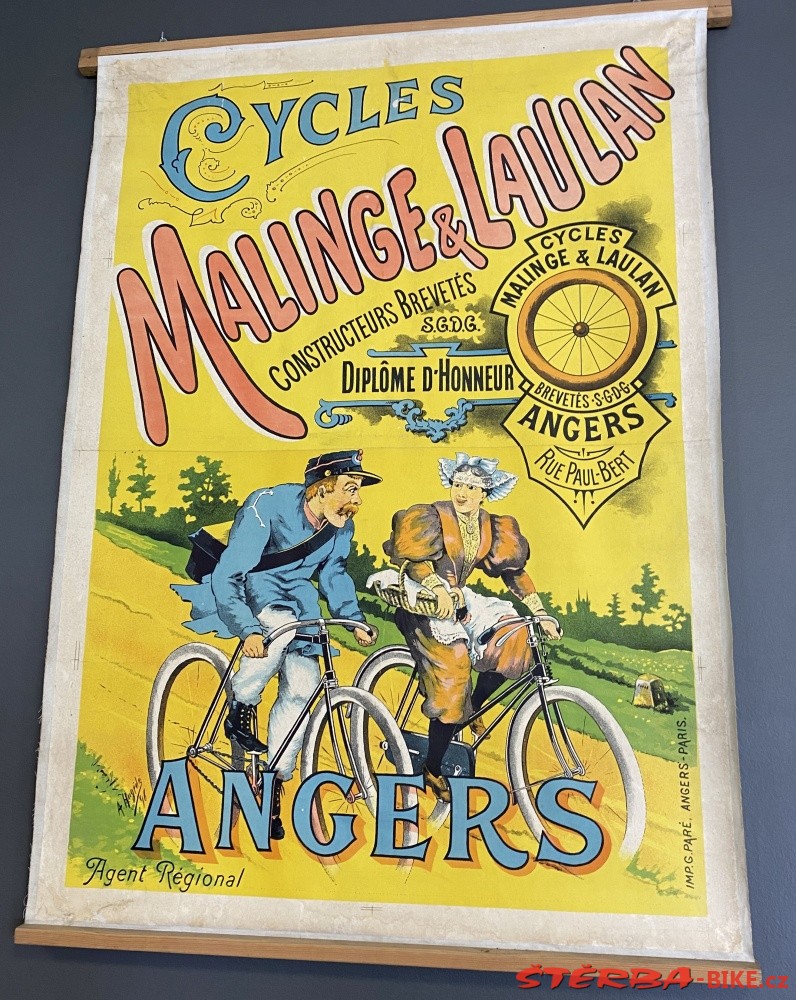 CYCLES
MALINGE & LAULAN
CONSTRUCTEURS BREVETÉS
S.G.D.G.
DIPLÔME D'HONNEUR
CYCLES
MALINGE & LAULAN
BREVETÉS·S·G·D·G
ANGERS
RUE PAUL-BERT
ANGERS
Agent Régional
IMP. G. PARÉ. ANGERS-PARIS.
ŠTĚRBA-BIKE.cz